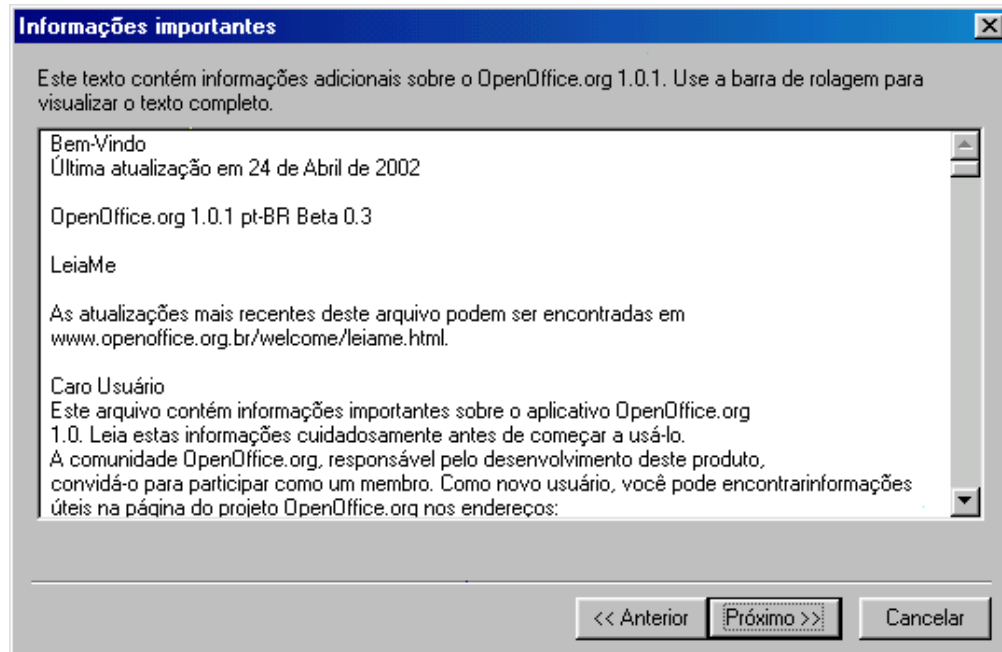 Informações importantes
Este texto contém informações adicionais sobre o OpenOffice.org 1.0.1. Use a barra de rolagem para
visualizar o texto completo.
Bem-Vindo
Última atualização em 24 de Abril de 2002
OpenOffice.org 1.0.1 pt-BR Beta 0.3
LeiaMe
As atualizações mais recentes deste arquivo podem ser encontradas em
www.openoffice.org.br/welcome/leiame.html.
Caro Usuário
Este arquivo contém informações importantes sobre o aplicativo OpenOffice.org
1.0. Leia estas informações cuidadosamente antes de começar a usá-lo.
A comunidade OpenOffice.org, responsável pelo desenvolvimento deste produto,
convidá-o para participar como um membro. Como novo usuário, você pode encontrarinformações
úteis na página do projeto OpenOffice.org nos endereços:
<< Anterior Próximo >> Cancelar